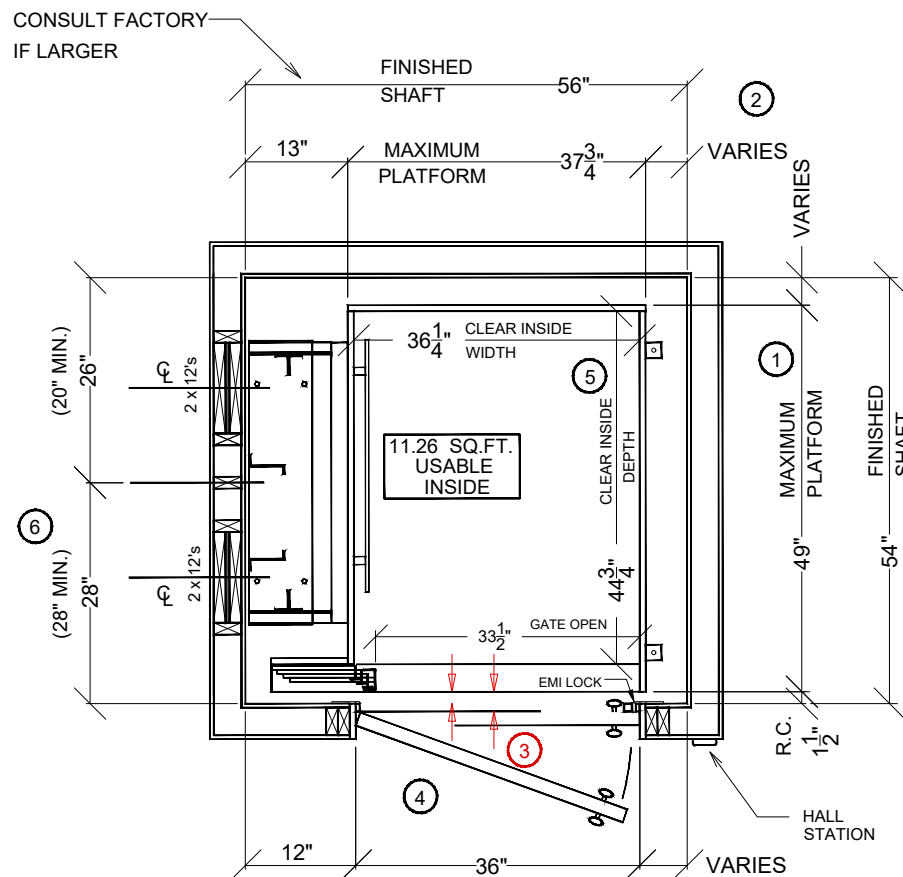 CONSULT FACTORY
IF LARGER
FINISHED
SHAFT 56"
2
13"
MAXIMUM
PLATFORM
37 3/4"
VARIES
VARIES
36 1/4"
CLEAR INSIDE
WIDTH
1
5
(20" MIN.)
26"
C L
2 x 12's
11.26 SQ.FT.
USABLE
INSIDE
CLEAR INSIDE
DEPTH
44 3/4"
MAXIMUM
PLATFORM
49"
FINISHED
SHAFT
54"
6
(28" MIN.)
28"
C L
2 x 12's
GATE OPEN
33 1/2"
EMI LOCK
R.C.
1 1/2"
3
4
HALL
STATION
12"
36"
VARIES